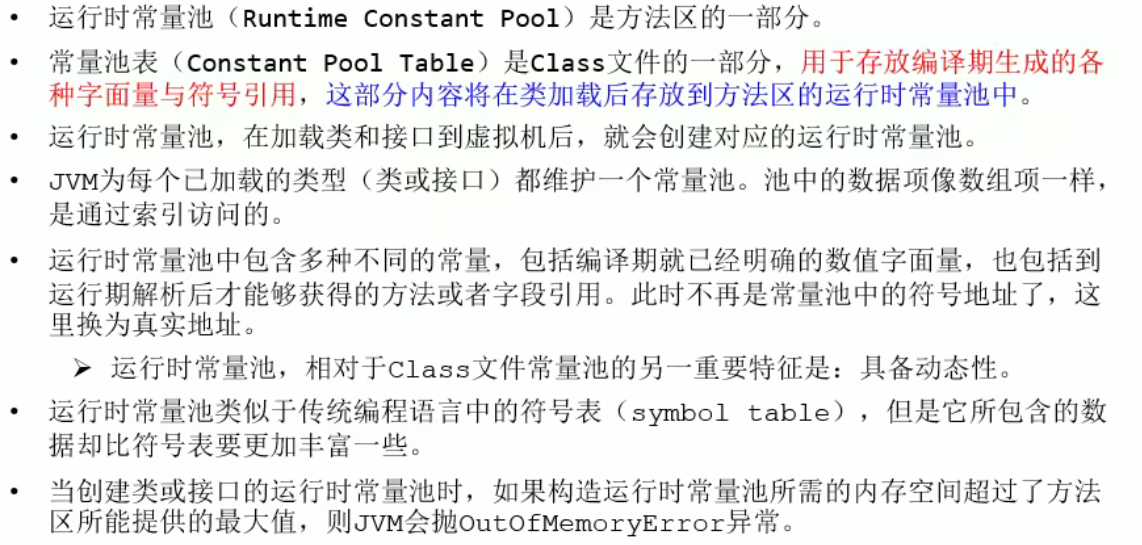 • 运行时常量池（Runtime Constant Pool）是方法区的一部分。
• 常量池表（Constant Pool Table）是Class文件的一部分，用于存放编译期生成的各
种字面量与符号引用，这部分内容将在类加载后存放到方法区的运行时常量池中。
• 运行时常量池，在加载类和接口到虚拟机后，就会创建对应的运行时常量池。
• JVM为每个已加载的类型（类或接口）都维护一个常量池。池中的数据项像数组项一样，
是通过索引访问的。
• 运行时常量池中包含多种不同的常量，包括编译期就已经明确的数值字面量，也包括到
运行期解析后才能够获得的方法或者字段引用。此时不再是常量池中的符号地址了，这
里换为真实地址。
➢ 运行时常量池，相对于Class文件常量池的另一重要特征是：具备动态性。
• 运行时常量池类似于传统编程语言中的符号表（symbol table），但是它所包含的数
据却比符号表要更加丰富一些。
• 当创建类或接口的运行时常量池时，如果构造运行时常量池所需的内存空间超过了方法
区所能提供的最大值，则JVM会抛OutOfMemoryError异常。